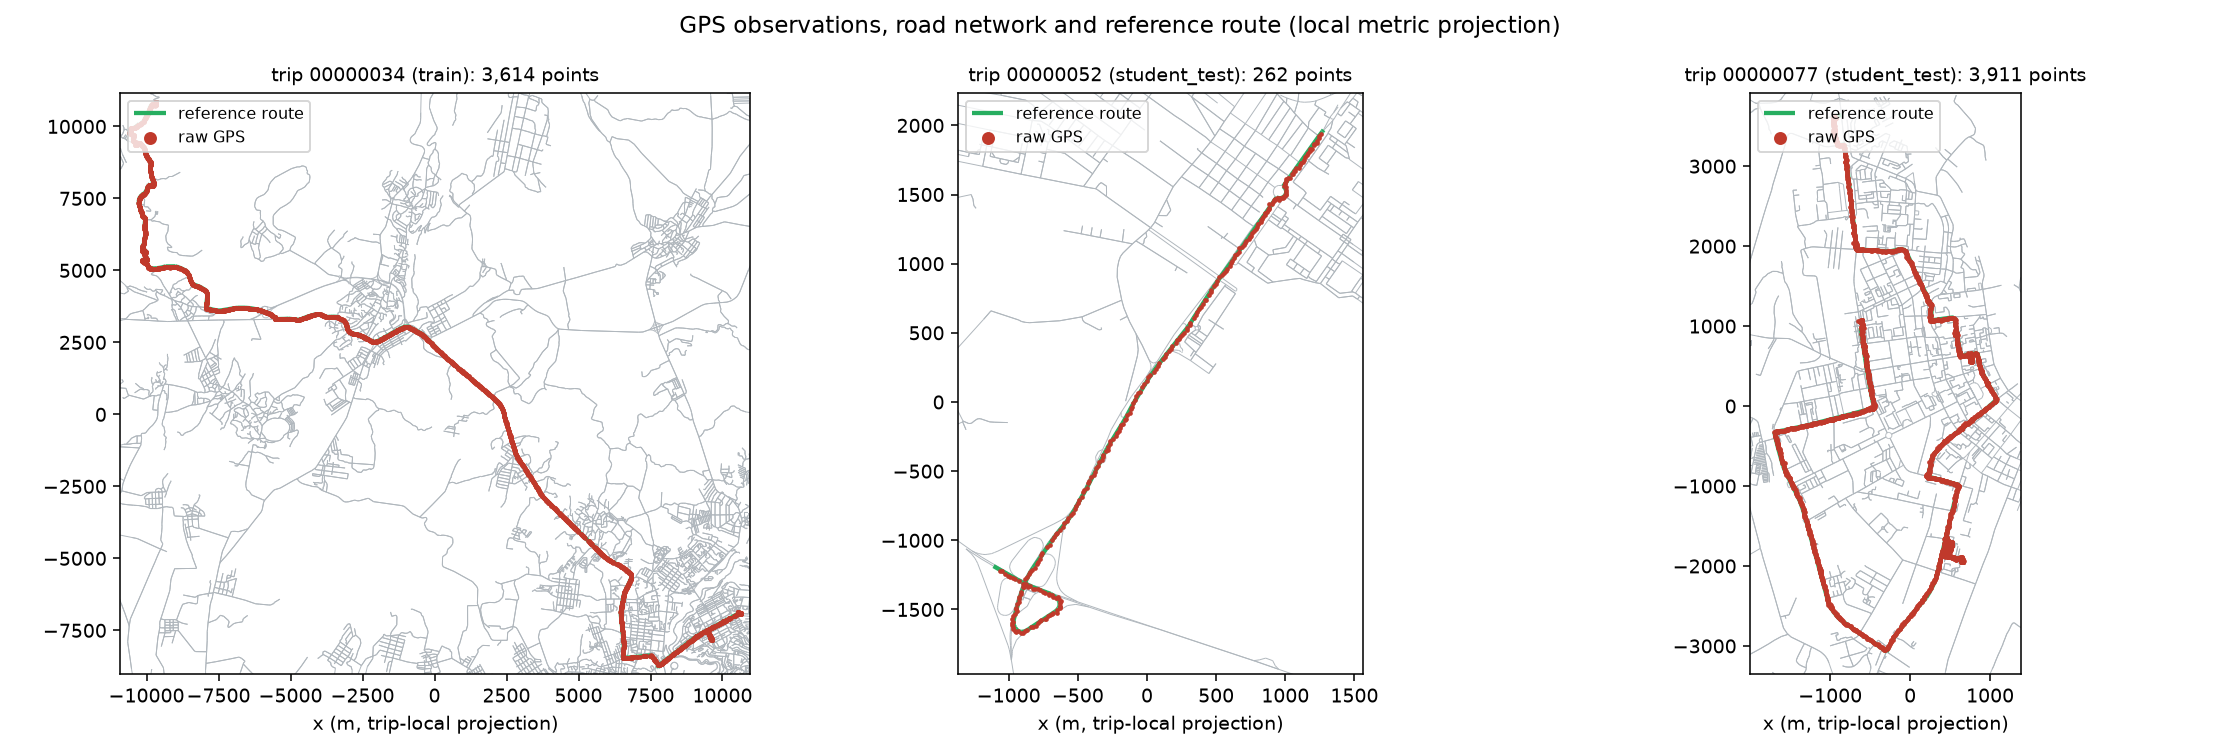 GPS observations, road network and reference route (local metric projection)
trip 00000034 (train): 3,614 points
reference route
raw GPS
10000
7500
5000
2500
0
−2500
−5000
−7500
−10000 −7500 −5000 −2500 0 2500 5000 7500 10000
x (m, trip-local projection)
trip 00000052 (student_test): 262 points
reference route
raw GPS
2000
1500
1000
500
0
−500
−1000
−1500
−1000 −500 0 500 1000 1500
x (m, trip-local projection)
trip 00000077 (student_test): 3,911 points
reference route
raw GPS
3000
2000
1000
0
−1000
−2000
−3000
−1000 0 1000
x (m, trip-local projection)